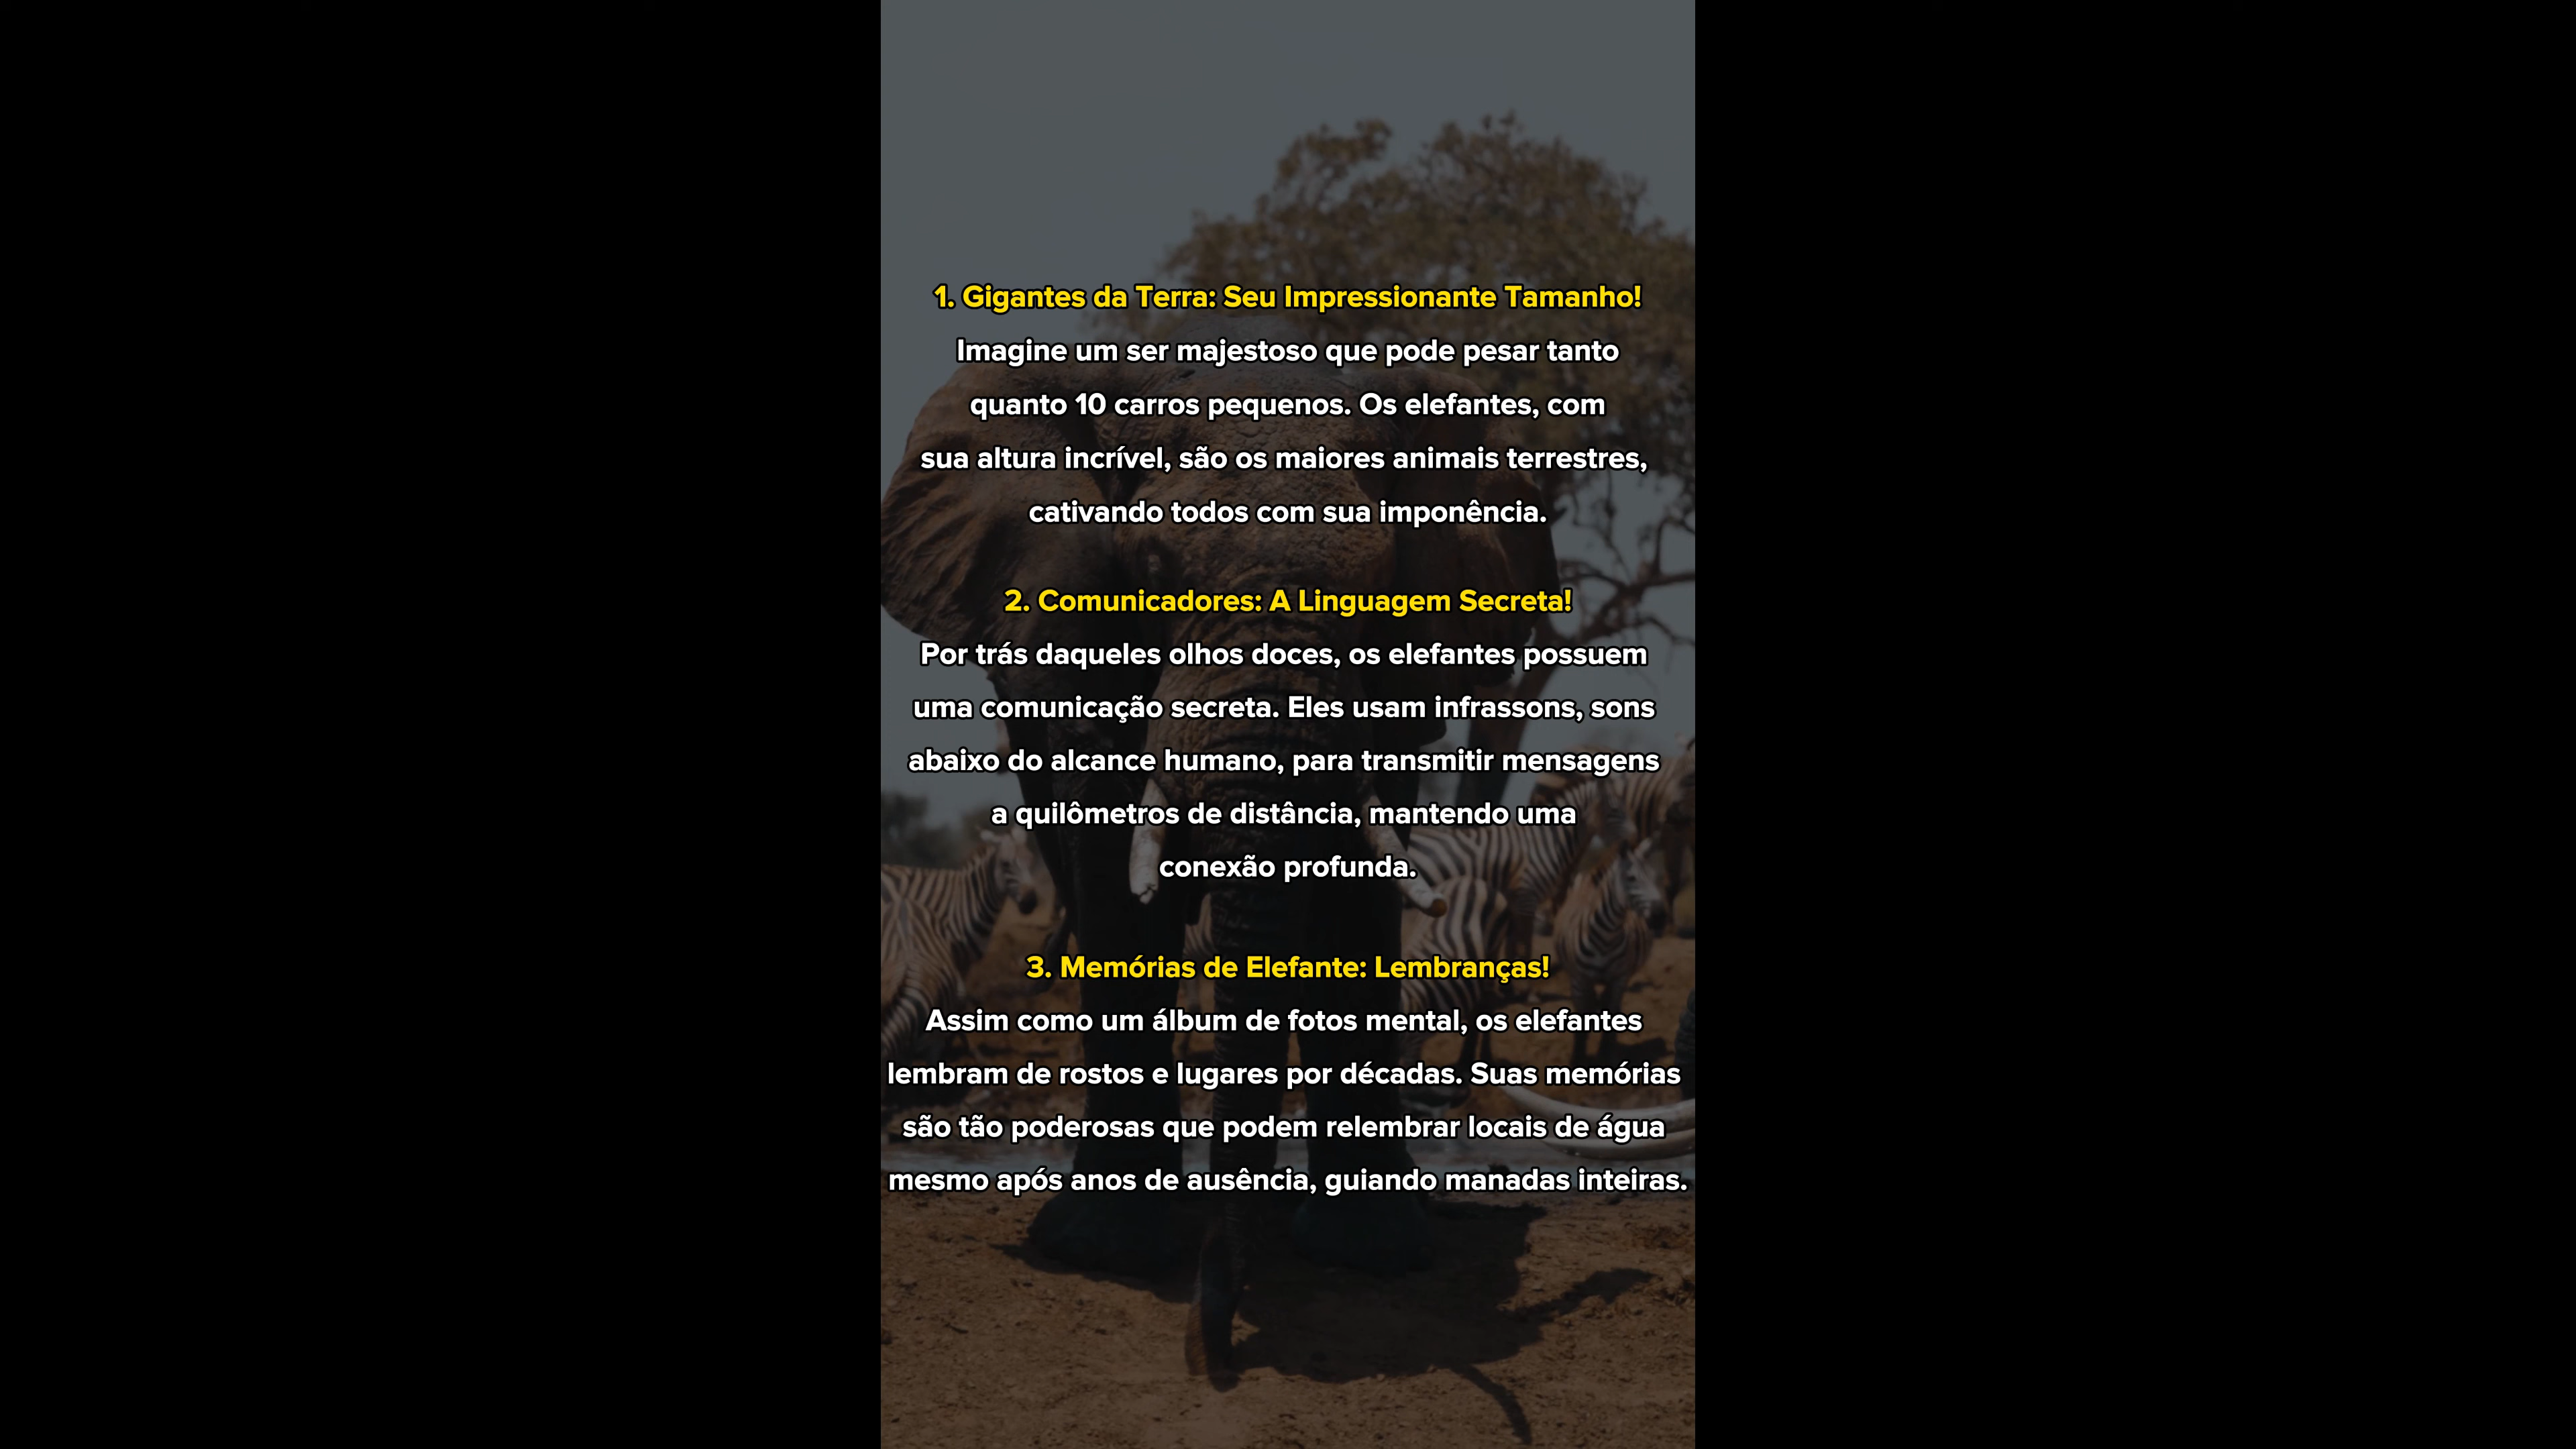 1. Gigantes da Terra: Seu Impressionante Tamanho!
Imagine um ser majestoso que pode pesar tanto
quanto 10 carros pequenos. Os elefantes, com
sua altura incrível, são os maiores animais terrestres,
cativando todos com sua imponência.
2. Comunicadores: A Linguagem Secreta!
Por trás daqueles olhos doces, os elefantes possuem
uma comunicação secreta. Eles usam infrassons, sons
abaixo do alcance humano, para transmitir mensagens
a quilômetros de distância, mantendo uma
conexão profunda.
3. Memórias de Elefante: Lembranças!
Assim como um álbum de fotos mental, os elefantes
lembram de rostos e lugares por décadas. Suas memórias
são tão poderosas que podem relembrar locais de água
mesmo após anos de ausência, guiando manadas inteiras.